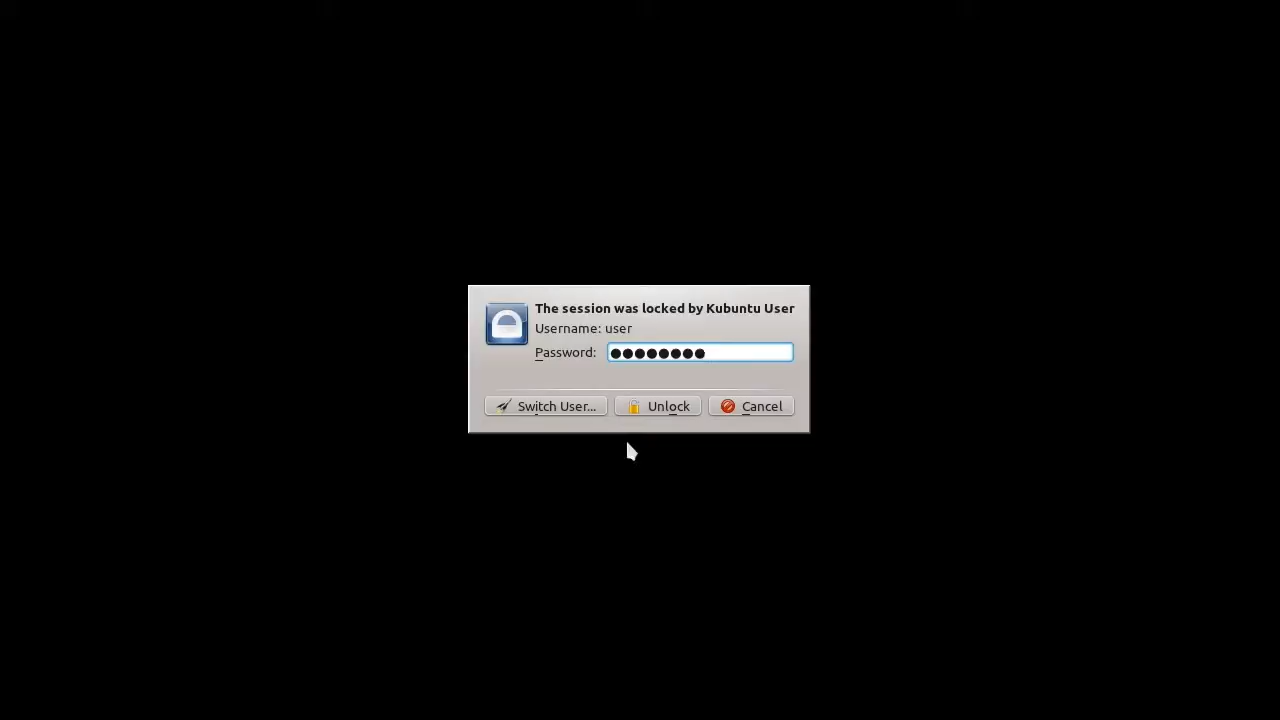 The session was locked by Kubuntu User
Username: user
Password: ●●●●●●●●
Switch User... Unlock Cancel